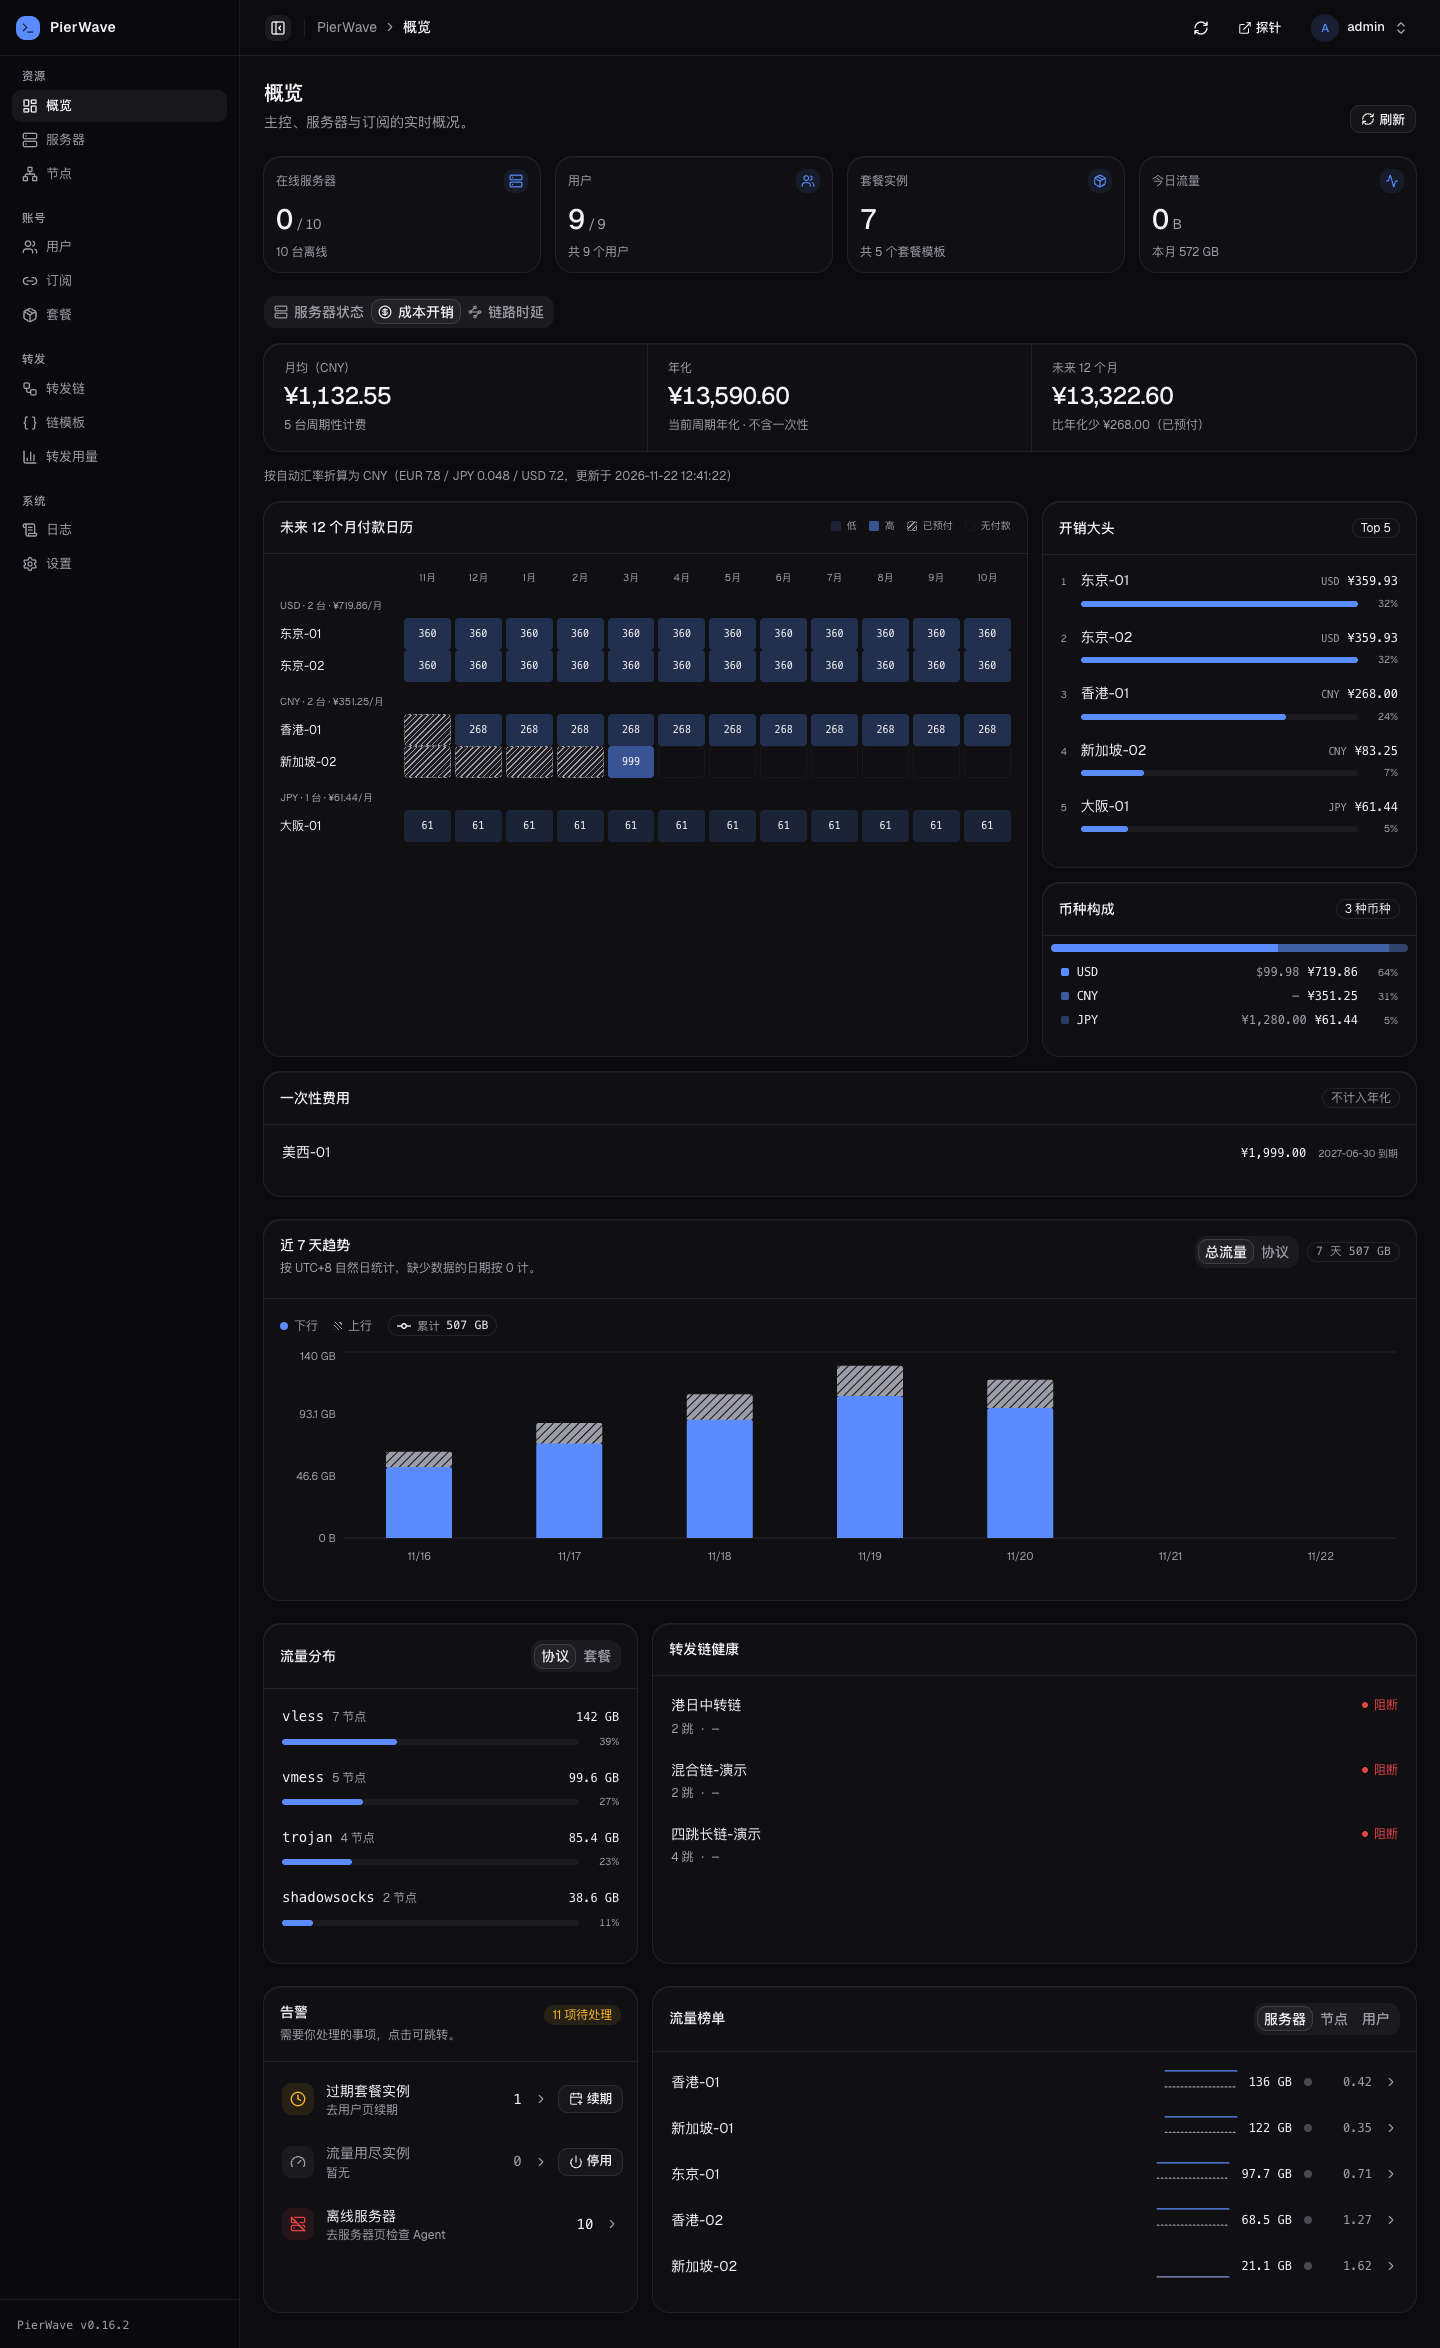 PierWave
资源
概览
服务器
节点
账号
用户
订阅
套餐
转发
转发链
链模板
转发用量
系统
日志
设置
PierWave v0.16.2
PierWave > 概览
探针
A admin
概览
主控、服务器与订阅的实时概况。
刷新
在线服务器
0 / 10
10 台离线
用户
9 / 9
共 9 个用户
套餐实例
7
共 5 个套餐模板
今日流量
0 B
本月 572 GB
服务器状态 成本开销 链路时延
月均（CNY）
¥1,132.55
5 台周期性计费
年化
¥13,590.60
当前周期年化 · 不含一次性
未来 12 个月
¥13,322.60
比年化少 ¥268.00（已预付）
按自动汇率折算为 CNY（EUR 7.8 / JPY 0.048 / USD 7.2，更新于 2026-11-22 12:41:22）
未来 12 个月付款日历
低 高 已预付 无付款
11月 12月 1月 2月 3月 4月 5月 6月 7月 8月 9月 10月
USD · 2 台 · ¥719.86/月
东京-01 360 360 360 360 360 360 360 360 360 360 360 360
东京-02 360 360 360 360 360 360 360 360 360 360 360 360
CNY · 2 台 · ¥351.25/月
香港-01 268 268 268 268 268 268 268 268 268 268 268
新加坡-02 999
JPY · 1 台 · ¥61.44/月
大阪-01 61 61 61 61 61 61 61 61 61 61 61 61
开销大头 Top 5
1 东京-01 USD ¥359.93
32%
2 东京-02 USD ¥359.93
32%
3 香港-01 CNY ¥268.00
24%
4 新加坡-02 CNY ¥83.25
7%
5 大阪-01 JPY ¥61.44
5%
币种构成 3 种币种
USD $99.98 ¥719.86 64%
CNY — ¥351.25 31%
JPY ¥1,280.00 ¥61.44 5%
一次性费用 不计入年化
美西-01 ¥1,999.00 2027-06-30 到期
近 7 天趋势
按 UTC+8 自然日统计，缺少数据的日期按 0 计。
总流量 协议 7 天 507 GB
下行 上行 累计 507 GB
140 GB
93.1 GB
46.6 GB
0 B
11/16 11/17 11/18 11/19 11/20 11/21 11/22
流量分布 协议 套餐
vless 7 节点 142 GB
39%
vmess 5 节点 99.6 GB
27%
trojan 4 节点 85.4 GB
23%
shadowsocks 2 节点 38.6 GB
11%
转发链健康
港日中转链 阻断
2 跳 · —
混合链-演示 阻断
2 跳 · —
四跳长链-演示 阻断
4 跳 · —
告警 11 项待处理
需要你处理的事项，点击可跳转。
过期套餐实例 1 > 续期
去用户页续期
流量用尽实例 0 > 停用
暂无
离线服务器 10 >
去服务器页检查 Agent
流量榜单 服务器 节点 用户
香港-01 136 GB 0.42 >
新加坡-01 122 GB 0.35 >
东京-01 97.7 GB 0.71 >
香港-02 68.5 GB 1.27 >
新加坡-02 21.1 GB 1.62 >